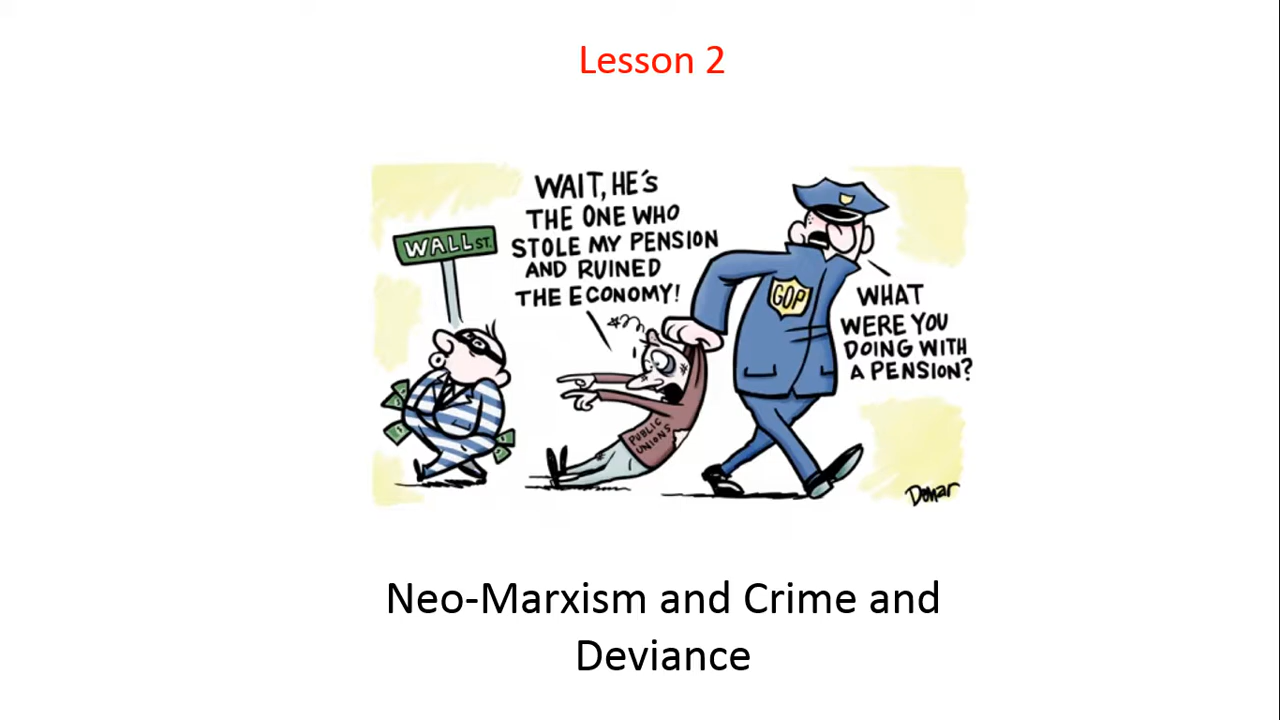 Lesson 2
WAIT, HE'S
THE ONE WHO
STOLE MY PENSION
AND RUINED
THE ECONOMY!
WALL ST.
GOP
WHAT
WERE YOU
DOING WITH
A PENSION?
PUBLIC
UNIONS
Donar
Neo-Marxism and Crime and
Deviance